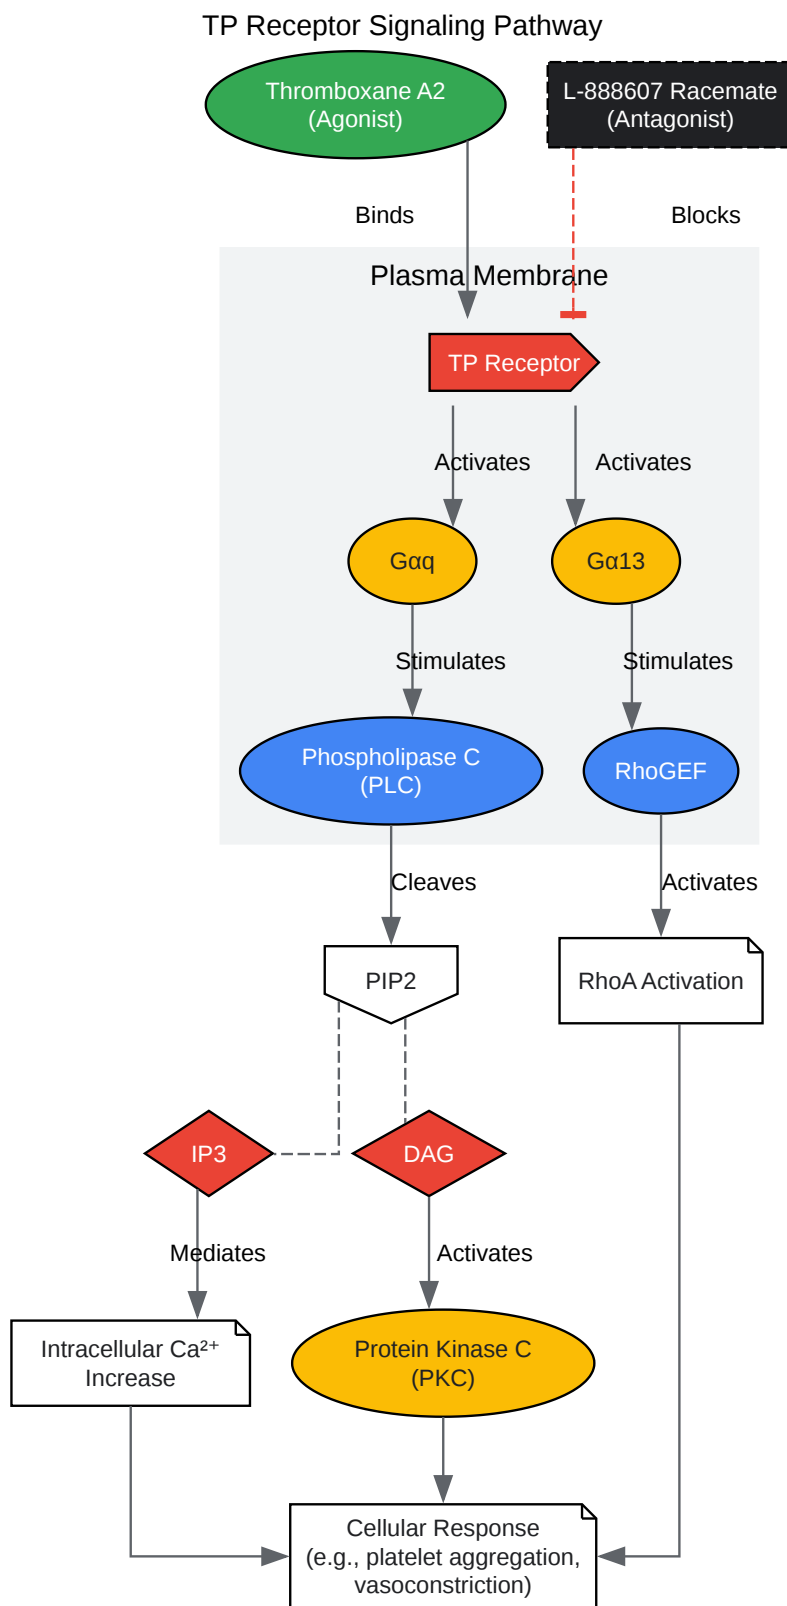 TP Receptor Signaling Pathway
Thromboxane A2
(Agonist)
L-888607 Racemate
(Antagonist)
Binds
Blocks
Plasma Membrane
TP Receptor
Activates
Activates
Gαq
Gα13
Stimulates
Stimulates
Phospholipase C
(PLC)
RhoGEF
Cleaves
Activates
PIP2
RhoA Activation
IP3
DAG
Mediates
Activates
Intracellular Ca²⁺
Increase
Protein Kinase C
(PKC)
Cellular Response
(e.g., platelet aggregation,
vasoconstriction)